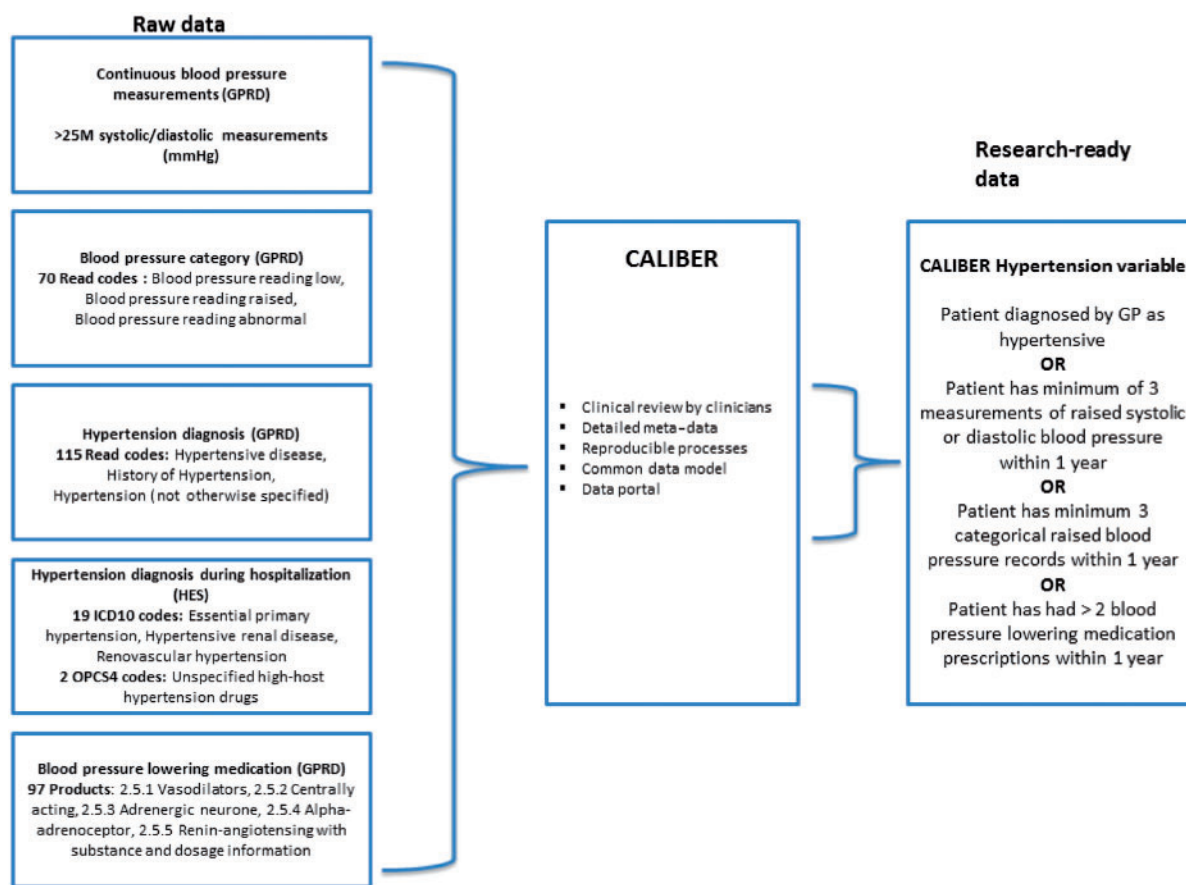 Raw data
Continuous blood pressure
measurements (GPRD)
>25M systolic/diastolic measurements
(mmHg)
Blood pressure category (GPRD)
70 Read codes : Blood pressure reading low,
Blood pressure reading raised,
Blood pressure reading abnormal
Hypertension diagnosis (GPRD)
115 Read codes: Hypertensive disease,
History of Hypertension,
Hypertension (not otherwise specified)
Hypertension diagnosis during hospitalization
(HES)
19 ICD10 codes: Essential primary
hypertension, Hypertensive renal disease,
Renovascular hypertension
2 OPCS4 codes: Unspecified high-host
hypertension drugs
Blood pressure lowering medication (GPRD)
97 Products: 2.5.1 Vasodilators, 2.5.2 Centrally
acting, 2.5.3 Adrenergic neurone, 2.5.4 Alpha-
adrenoceptor, 2.5.5 Renin-angiotensing with
substance and dosage information
CALIBER
▪ Clinical review by clinicians
▪ Detailed meta-data
▪ Reproducible processes
▪ Common data model
▪ Data portal
Research-ready
data
CALIBER Hypertension variable
Patient diagnosed by GP as
hypertensive
OR
Patient has minimum of 3
measurements of raised systolic
or diastolic blood pressure
within 1 year
OR
Patient has minimum 3
categorical raised blood
pressure records within 1 year
OR
Patient has had > 2 blood
pressure lowering medication
prescriptions within 1 year